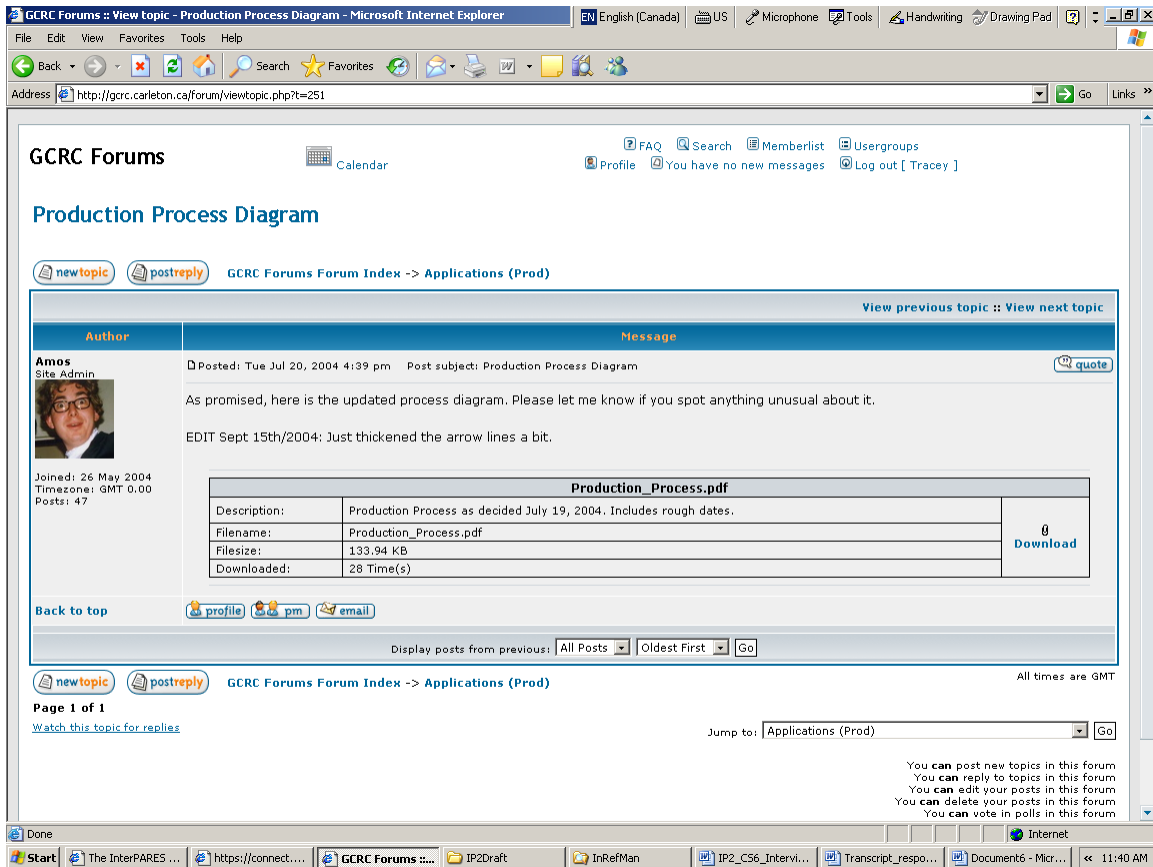 GCRC Forums :: View topic - Production Process Diagram - Microsoft Internet Explorer
EN English (Canada) US Microphone Tools Handwriting Drawing Pad
File Edit View Favorites Tools Help
Back Search Favorites
Address http://gcrc.carleton.ca/forum/viewtopic.php?t=251 Go Links »
GCRC Forums
Calendar
FAQ Search Memberlist Usergroups
Profile You have no new messages Log out [ Tracey ]
Production Process Diagram
newtopic postreply GCRC Forums Forum Index -> Applications (Prod)
View previous topic :: View next topic
Author Message
Amos
Site Admin
Joined: 26 May 2004
Timezone: GMT 0.00
Posts: 47
Posted: Tue Jul 20, 2004 4:39 pm Post subject: Production Process Diagram quote
As promised, here is the updated process diagram. Please let me know if you spot anything unusual about it.
EDIT Sept 15th/2004: Just thickened the arrow lines a bit.
Production_Process.pdf
Description: Production Process as decided July 19, 2004. Includes rough dates.
Filename: Production_Process.pdf
Filesize: 133.94 KB
Downloaded: 28 Time(s)
Download
Back to top profile pm email
Display posts from previous: All Posts Oldest First Go
newtopic postreply GCRC Forums Forum Index -> Applications (Prod)
All times are GMT
Page 1 of 1
Watch this topic for replies
Jump to: Applications (Prod) Go
You can post new topics in this forum
You can reply to topics in this forum
You can edit your posts in this forum
You can delete your posts in this forum
You can vote in polls in this forum
Done Internet
Start The InterPARES ... https://connect.... GCRC Forums ::... IP2Draft InRefMan IP2_CS6_Intervi... Transcript_respo... Document6 - Micr... « 11:40 AM